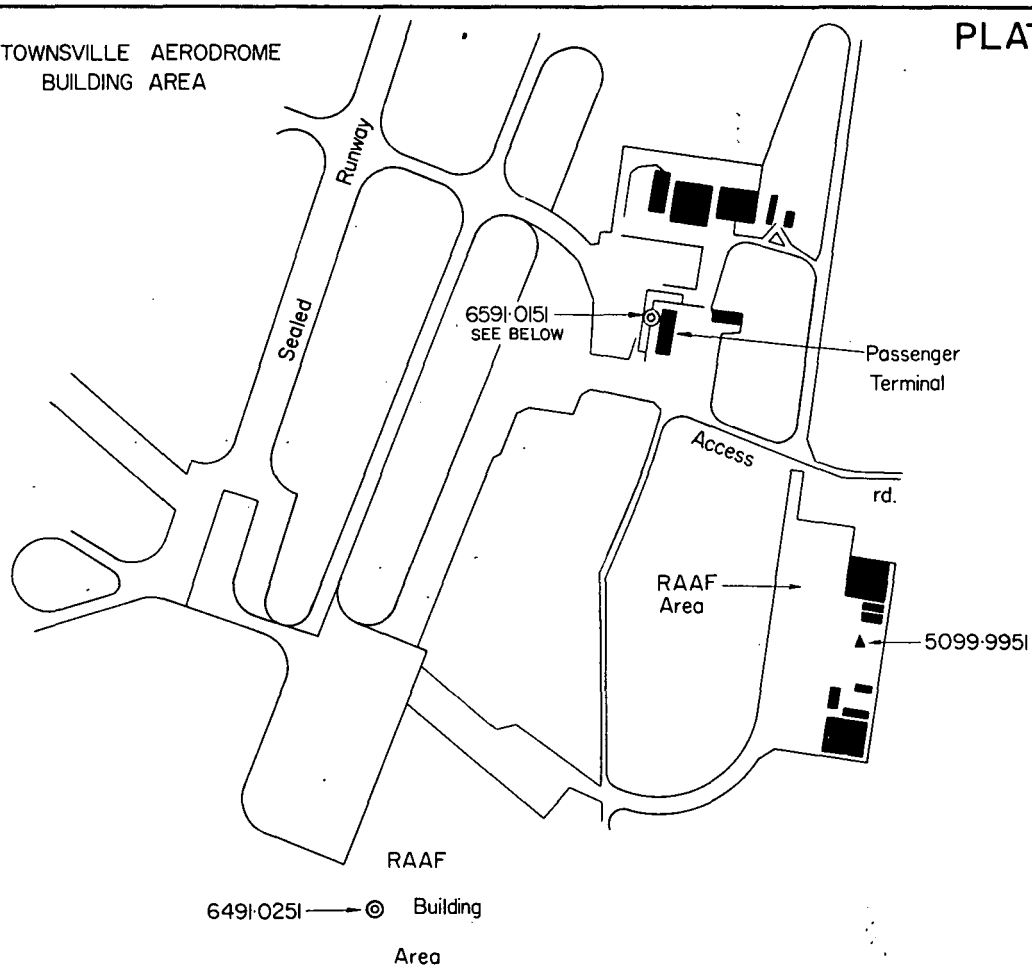 TOWNSVILLE AERODROME
BUILDING AREA
PLAT
Runway
Sealed
6591·0151
SEE BELOW
Passenger
Terminal
Access
rd.
RAAF
Area
5099·9951
RAAF
6491·0251
Building
Area